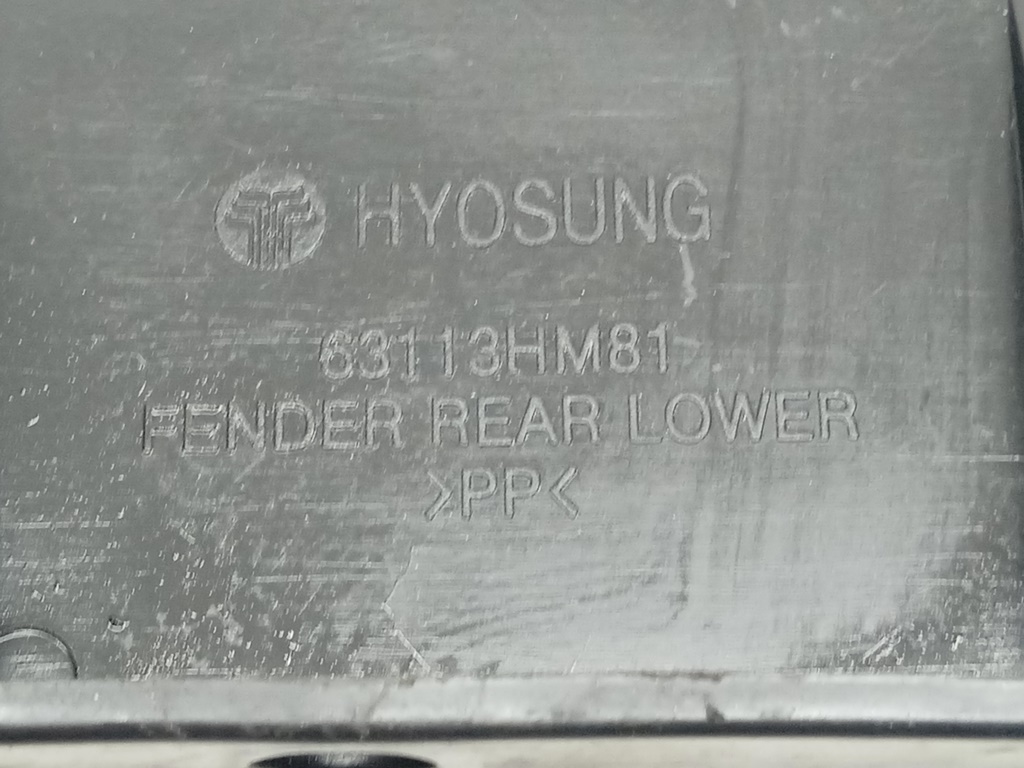 HYOSUNG
63113HM81
FENDER REAR LOWER
>PP<